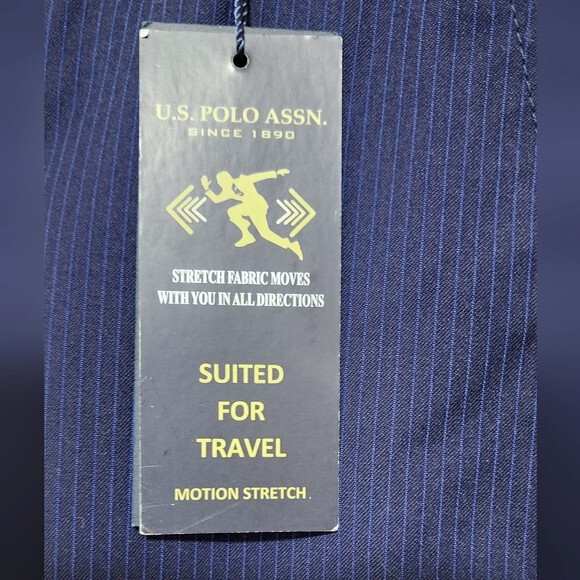 U.S. POLO ASSN.
SINCE 1890
STRETCH FABRIC MOVES
WITH YOU IN ALL DIRECTIONS
SUITED
FOR
TRAVEL
MOTION STRETCH.